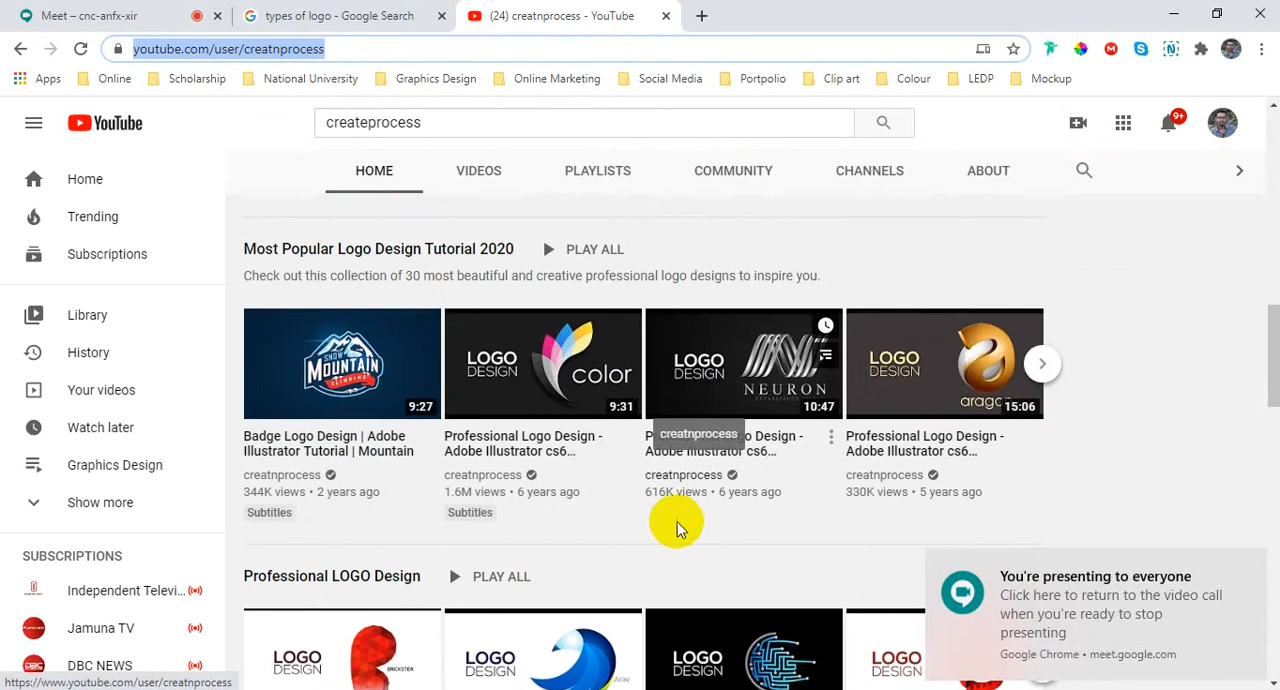 Meet – cnc-anfx-xir
types of logo - Google Search
(24) creatnprocess - YouTube
youtube.com/user/creatnprocess
Apps
Online
Scholarship
National University
Graphics Design
Online Marketing
Social Media
Portpolio
Clip art
Colour
LEDP
Mockup
YouTube
createprocess
9+
HOME
VIDEOS
PLAYLISTS
COMMUNITY
CHANNELS
ABOUT
Home
Trending
Subscriptions
Library
History
Your videos
Watch later
Graphics Design
Show more
SUBSCRIPTIONS
Independent Televi...
Jamuna TV
DBC NEWS
Most Popular Logo Design Tutorial 2020
PLAY ALL
Check out this collection of 30 most beautiful and creative professional logo designs to inspire you.
SNOW
MOUNTAIN
CLIMBING
9:27
LOGO
DESIGN
color
9:31
LOGO
DESIGN
NEURON
10:47
LOGO
DESIGN
aragon
15:06
Badge Logo Design | Adobe
Illustrator Tutorial | Mountain
creatnprocess
344K views • 2 years ago
Subtitles
Professional Logo Design -
Adobe Illustrator cs6...
creatnprocess
1.6M views • 6 years ago
Subtitles
creatnprocess
Logo Design -
Adobe Illustrator cs6...
creatnprocess
616K views • 6 years ago
Professional Logo Design -
Adobe Illustrator cs6...
creatnprocess
330K views • 5 years ago
Professional LOGO Design
PLAY ALL
LOGO
DESIGN
BRICKSTER
LOGO
DESIGN
Arise
LOGO
DESIGN
LOGO
DESIGN
You're presenting to everyone
Click here to return to the video call
when you're ready to stop
presenting
Google Chrome • meet.google.com
https://www.youtube.com/user/creatnprocess